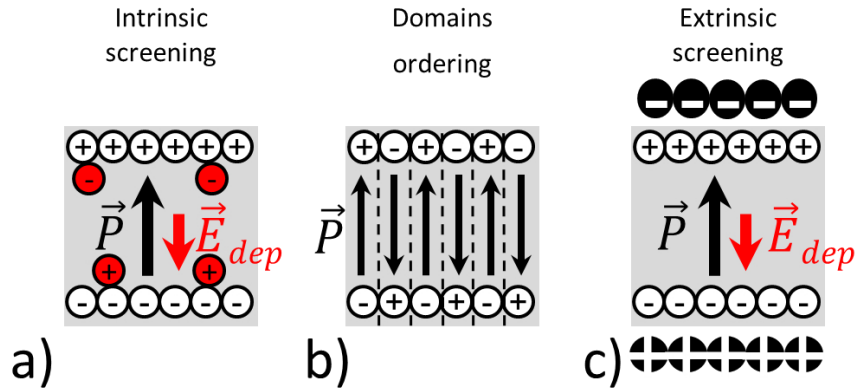 Intrinsic
screening
Domains
ordering
Extrinsic
screening
+ + + + + +
- -
P⃗ E⃗ dep
+ +
- - - - - -
a)
+ - + - + -
P⃗
- + - + - +
b)
- - - - -
+ + + + + +
P⃗ E⃗ dep
- - - - - -
+ + + + +
c)